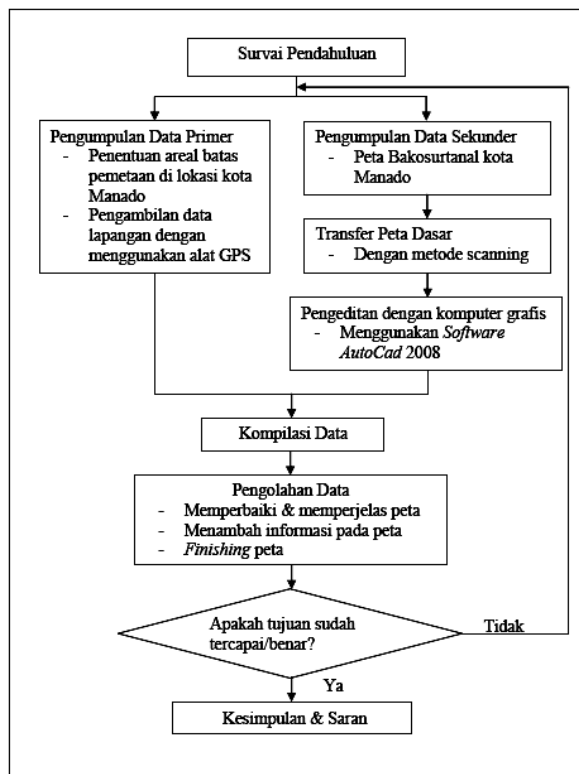 Survai Pendahuluan
Pengumpulan Data Primer
- Penentuan areal batas
pemetaan di lokasi kota
Manado
- Pengambilan data
lapangan dengan
menggunakan alat GPS
Pengumpulan Data Sekunder
- Peta Bakosurtanal kota
Manado
Transfer Peta Dasar
- Dengan metode scanning
Pengeditan dengan komputer grafis
- Menggunakan Software
AutoCad 2008
Kompilasi Data
Pengolahan Data
- Memperbaiki & memperjelas peta
- Menambah informasi pada peta
- Finishing peta
Apakah tujuan sudah
tercapai/benar?
Tidak
Ya
Kesimpulan & Saran